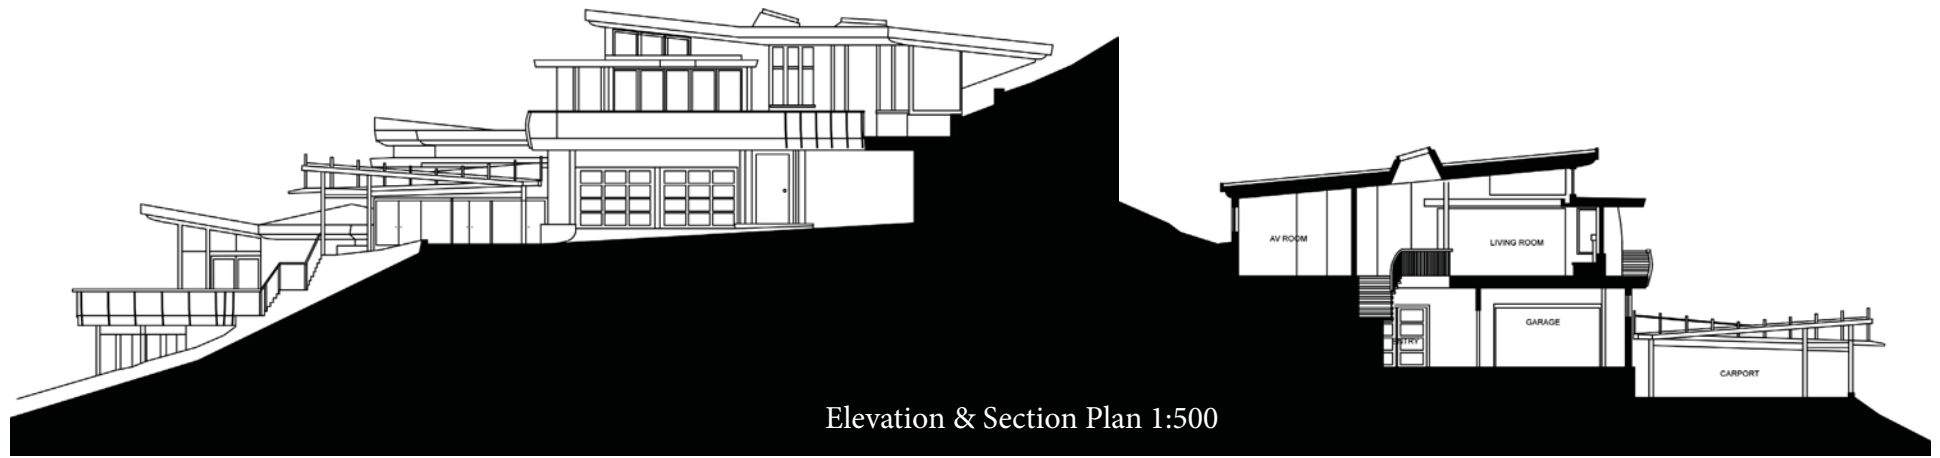 AV ROOM
LIVING ROOM
GARAGE
ENTRY
CARPORT
Elevation & Section Plan 1:500